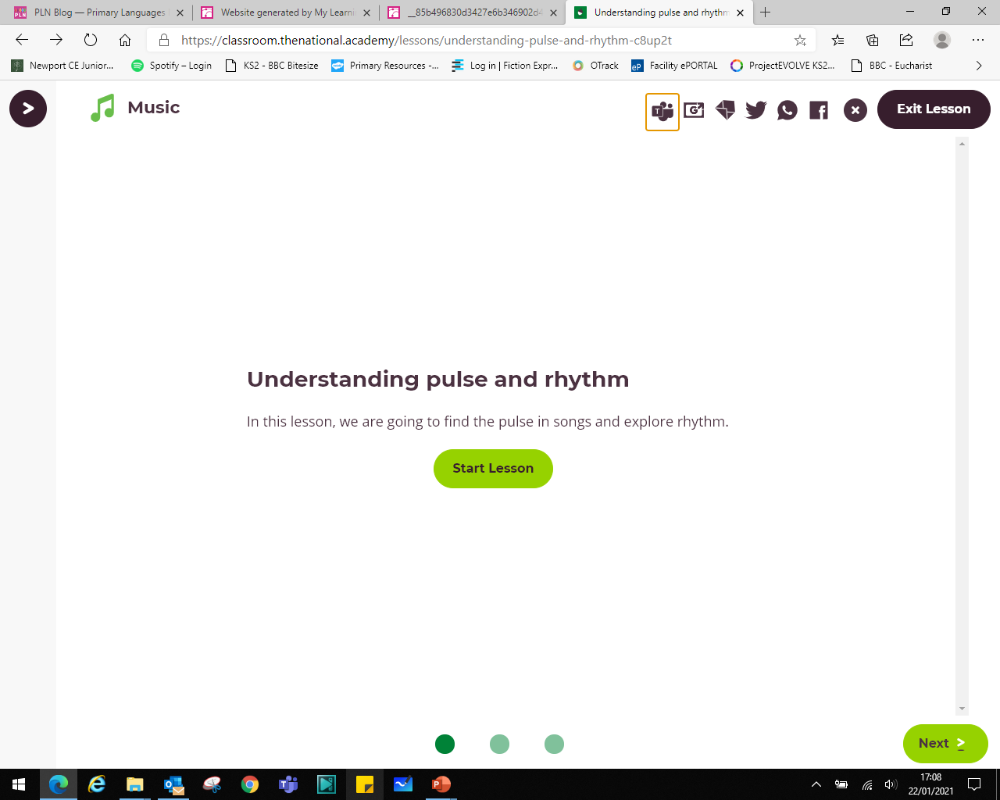 PLN Blog — Primary Languages
Website generated by My Learni
__85b496830d3427e6b346902d4
Understanding pulse and rhythm
https://classroom.thenational.academy/lessons/understanding-pulse-and-rhythm-c8up2t
Newport CE Junior...
Spotify – Login
KS2 - BBC Bitesize
Primary Resources -...
Log in | Fiction Expr...
OTrack
Facility ePORTAL
ProjectEVOLVE KS2...
BBC - Eucharist
Music
Exit Lesson
Understanding pulse and rhythm
In this lesson, we are going to find the pulse in songs and explore rhythm.
Start Lesson
Next
17:08
22/01/2021